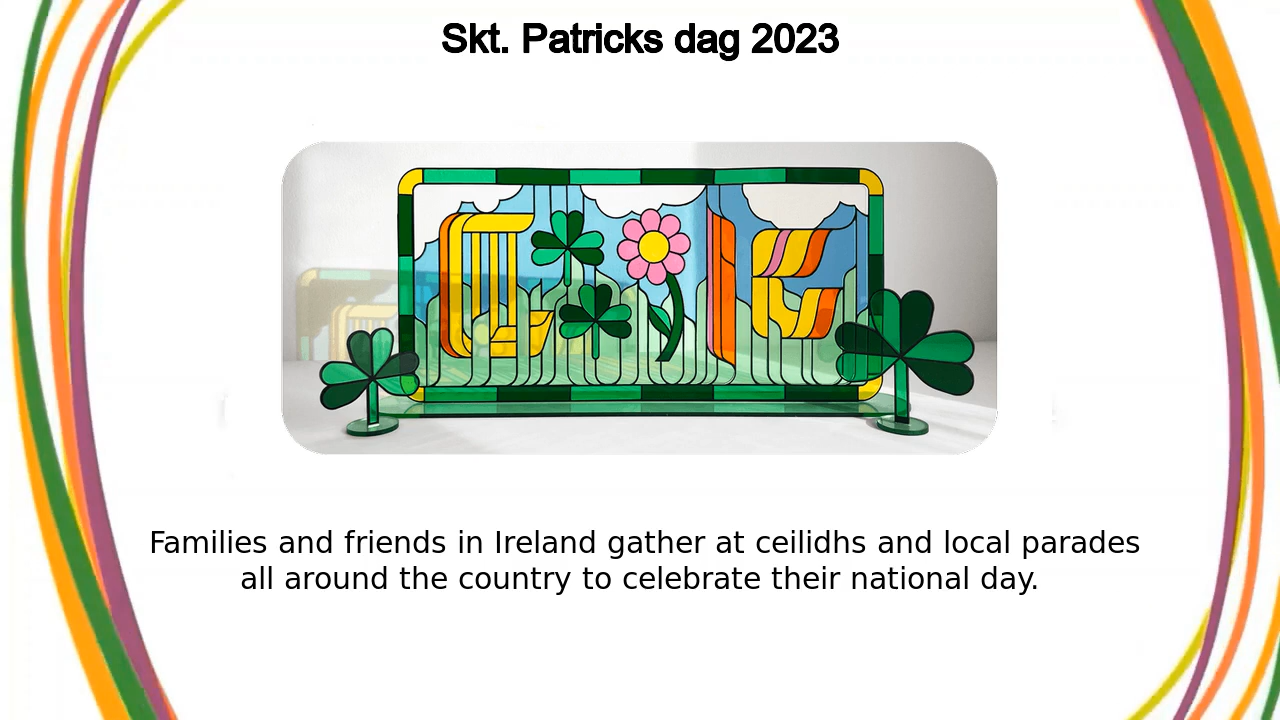 Skt. Patricks dag 2023
Families and friends in Ireland gather at ceilidhs and local parades
all around the country to celebrate their national day.